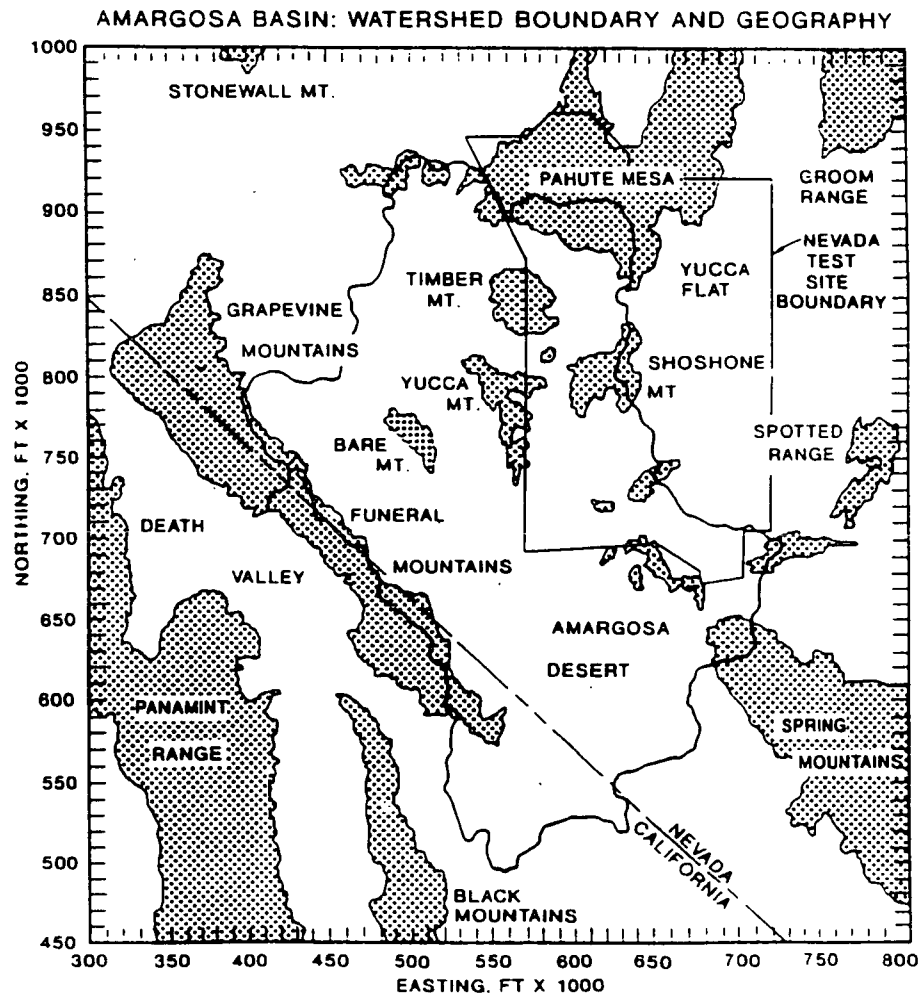 AMARGOSA BASIN: WATERSHED BOUNDARY AND GEOGRAPHY
1000
950
900
850
800
750
700
650
600
550
500
450
NORTHING, FT X 1000
STONEWALL MT.
PAHUTE MESA
GROOM
RANGE
NEVADA
TEST
SITE
BOUNDARY
YUCCA
FLAT
TIMBER
MT.
GRAPEVINE
MOUNTAINS
SHOSHONE
MT
YUCCA
MT.
BARE
MT.
SPOTTED
RANGE
FUNERAL
MOUNTAINS
DEATH
VALLEY
AMARGOSA
DESERT
PANAMINT
RANGE
SPRING
MOUNTAINS
NEVADA
CALIFORNIA
BLACK
MOUNTAINS
300 350 400 450 500 550 600 650 700 750 800
EASTING, FT X 1000